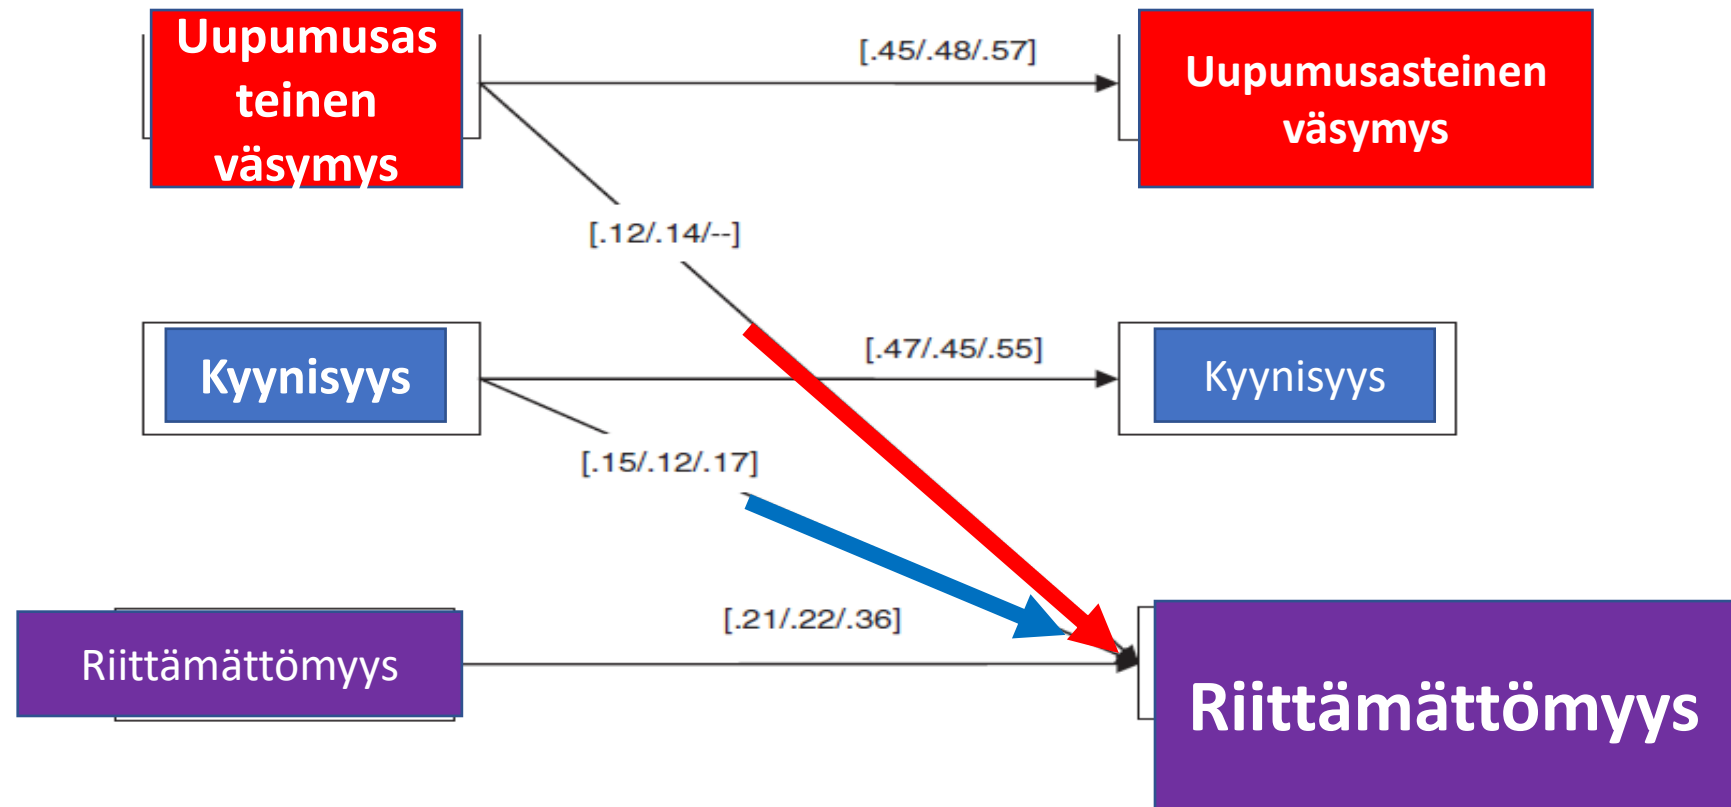 Uupumusas
teinen
väsymys
[.45/.48/.57]
Uupumusasteinen
väsymys
[.12/.14/--]
Kyynisyys
[.47/.45/.55]
Kyynisyys
[.15/.12/.17]
Riittämättömyys
[.21/.22/.36]
Riittämättömyys